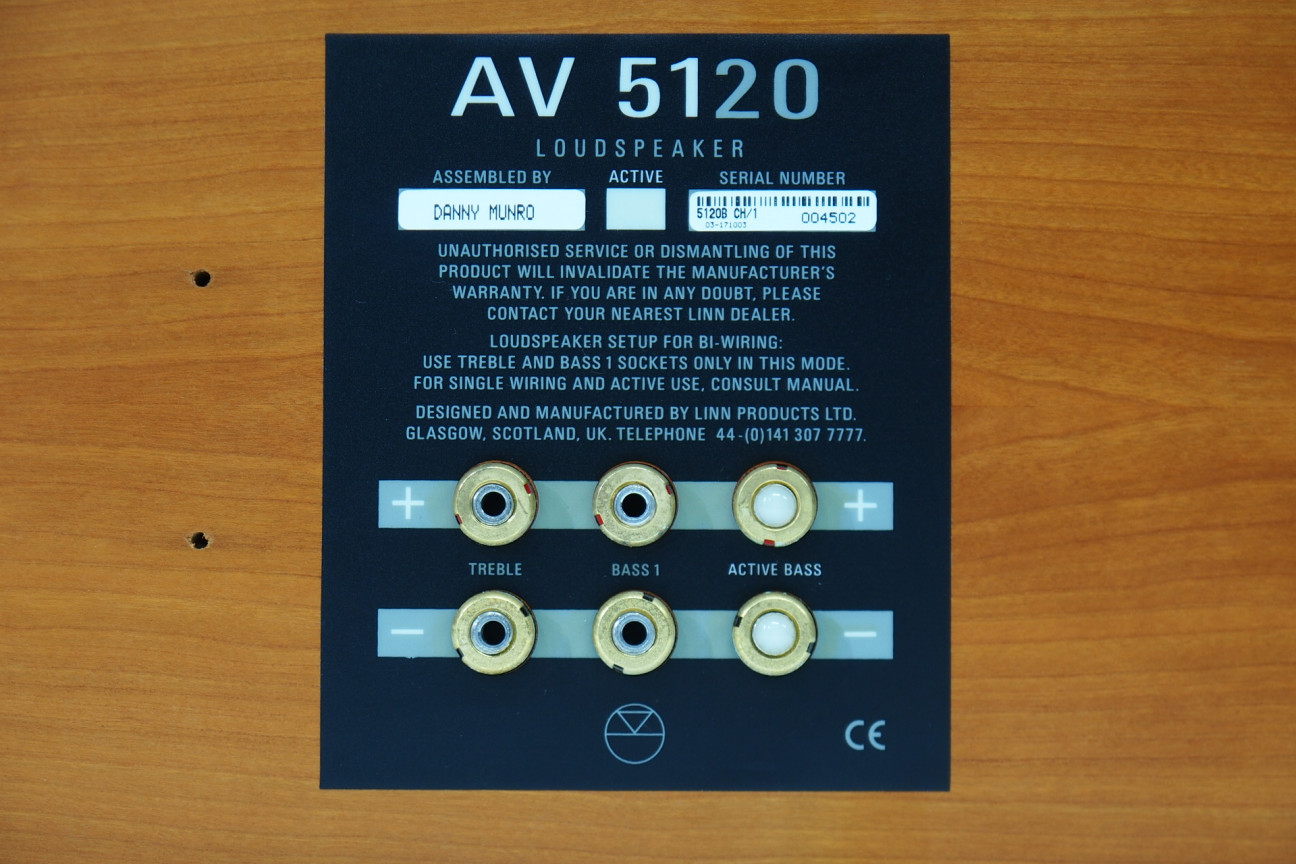 AV 5120
LOUDSPEAKER
ASSEMBLED BY ACTIVE SERIAL NUMBER
DANNY MUNRO 5120B CH/1 004502
03-171003
UNAUTHORISED SERVICE OR DISMANTLING OF THIS
PRODUCT WILL INVALIDATE THE MANUFACTURER'S
WARRANTY. IF YOU ARE IN ANY DOUBT, PLEASE
CONTACT YOUR NEAREST LINN DEALER.
LOUDSPEAKER SETUP FOR BI-WIRING:
USE TREBLE AND BASS 1 SOCKETS ONLY IN THIS MODE.
FOR SINGLE WIRING AND ACTIVE USE, CONSULT MANUAL.
DESIGNED AND MANUFACTURED BY LINN PRODUCTS LTD.
GLASGOW, SCOTLAND, UK. TELEPHONE 44-(0)141 307 7777.
+ +
TREBLE BASS 1 ACTIVE BASS
− −
CE